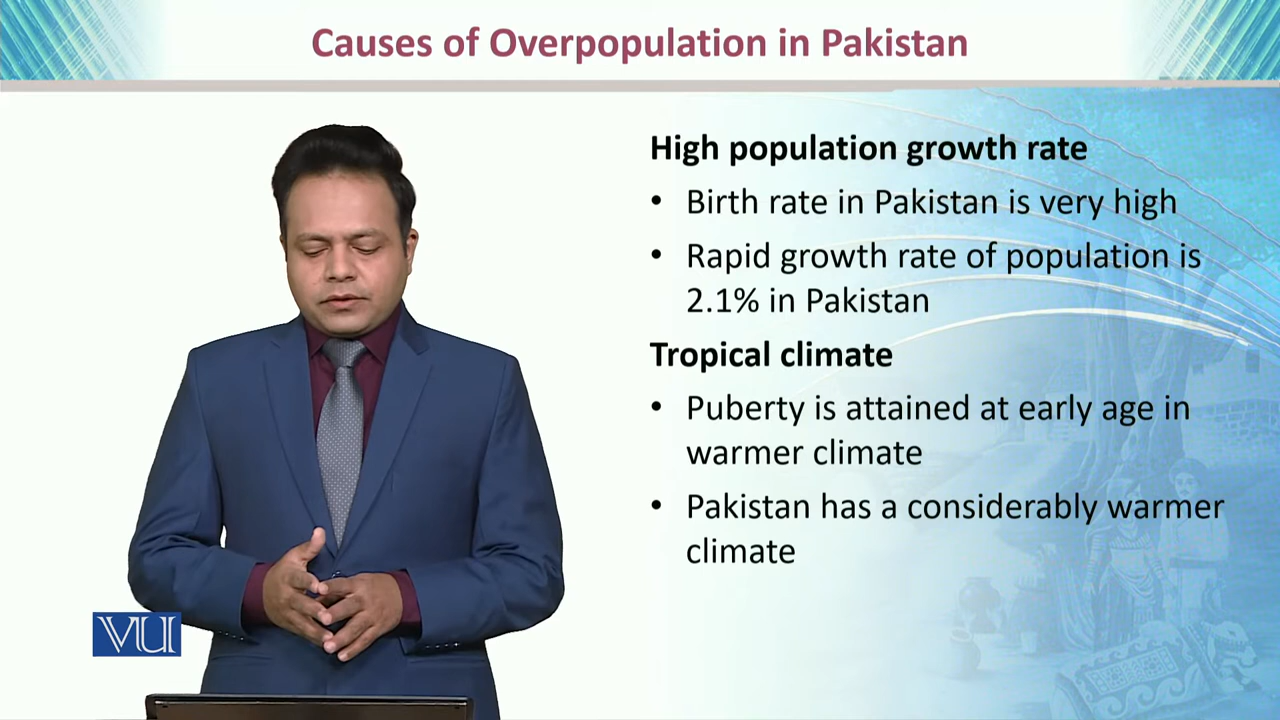 Causes of Overpopulation in Pakistan
High population growth rate
• Birth rate in Pakistan is very high
• Rapid growth rate of population is
2.1% in Pakistan
Tropical climate
• Puberty is attained at early age in
warmer climate
• Pakistan has a considerably warmer
climate
VU